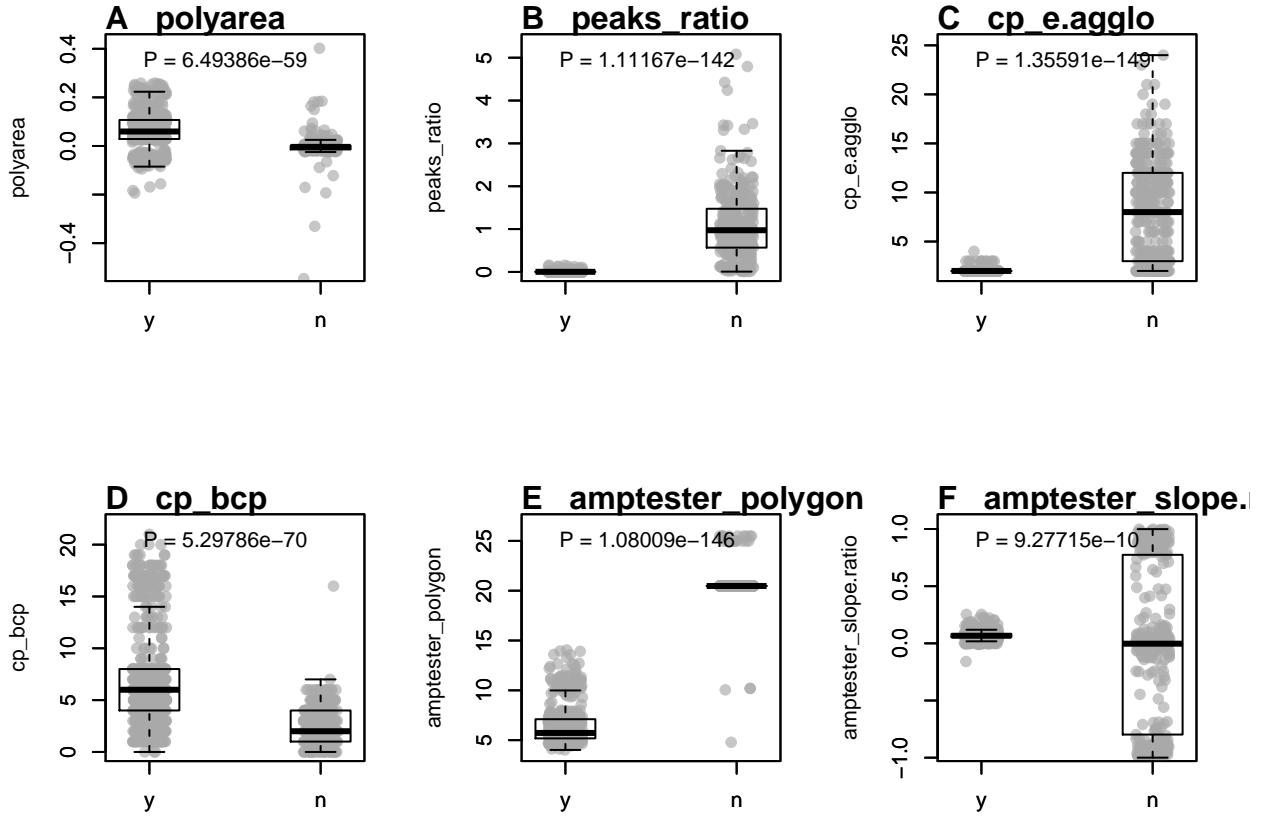 A polyarea
P = 6.49386e−59
polyarea
0.4
0.2
0.0
−0.4
y n
B peaks_ratio
P = 1.11167e−142
peaks_ratio
5
4
3
2
1
0
y n
C cp_e.agglo
P = 1.35591e−149
cp_e.agglo
25
20
15
10
5
y n
D cp_bcp
P = 5.29786e−70
cp_bcp
20
15
10
5
0
y n
E amptester_polygon
P = 1.08009e−146
amptester_polygon
25
20
15
10
5
y n
F amptester_slope.
P = 9.27715e−10
amptester_slope.ratio
1.0
0.5
0.0
−1.0
y n